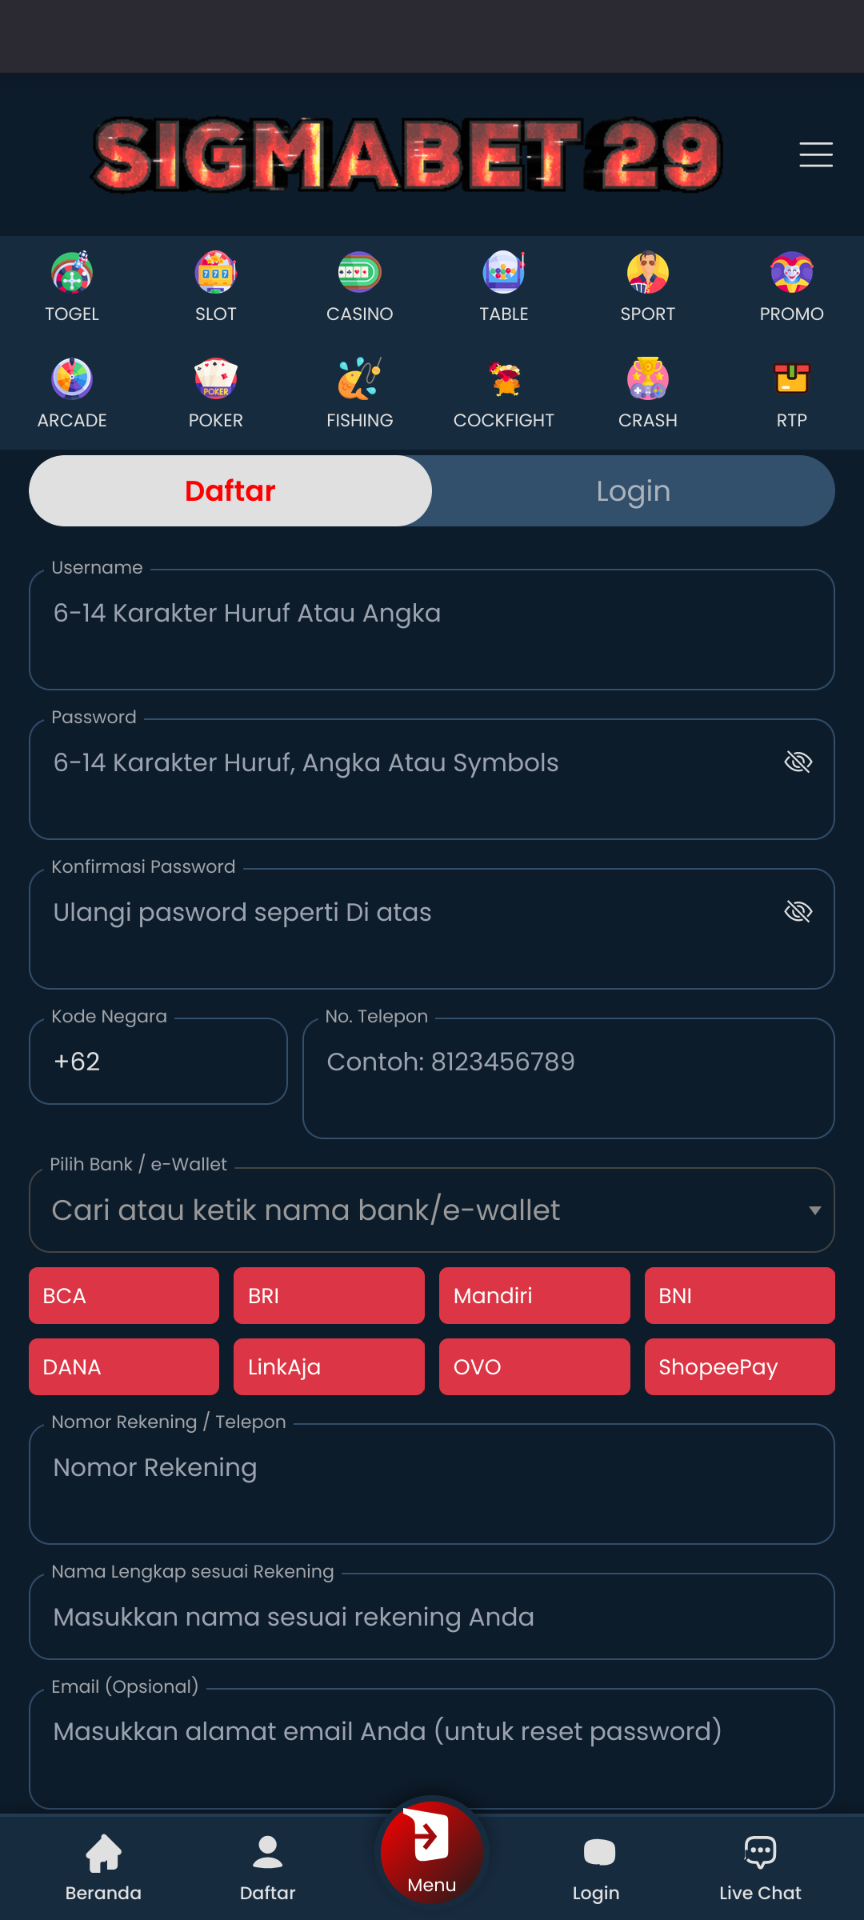 SIGMABET 29
TOGEL SLOT CASINO TABLE SPORT PROMO
POKER
ARCADE POKER FISHING COCKFIGHT CRASH RTP
Daftar Login
Username
6-14 Karakter Huruf Atau Angka
Password
6-14 Karakter Huruf, Angka Atau Symbols
Konfirmasi Password
Ulangi pasword seperti Di atas
Kode Negara No. Telepon
+62 Contoh: 8123456789
Pilih Bank / e-Wallet
Cari atau ketik nama bank/e-wallet
BCA BRI Mandiri BNI
DANA LinkAja OVO ShopeePay
Nomor Rekening / Telepon
Nomor Rekening
Nama Lengkap sesuai Rekening
Masukkan nama sesuai rekening Anda
Email (Opsional)
Masukkan alamat email Anda (untuk reset password)
Beranda Daftar Menu Login Live Chat